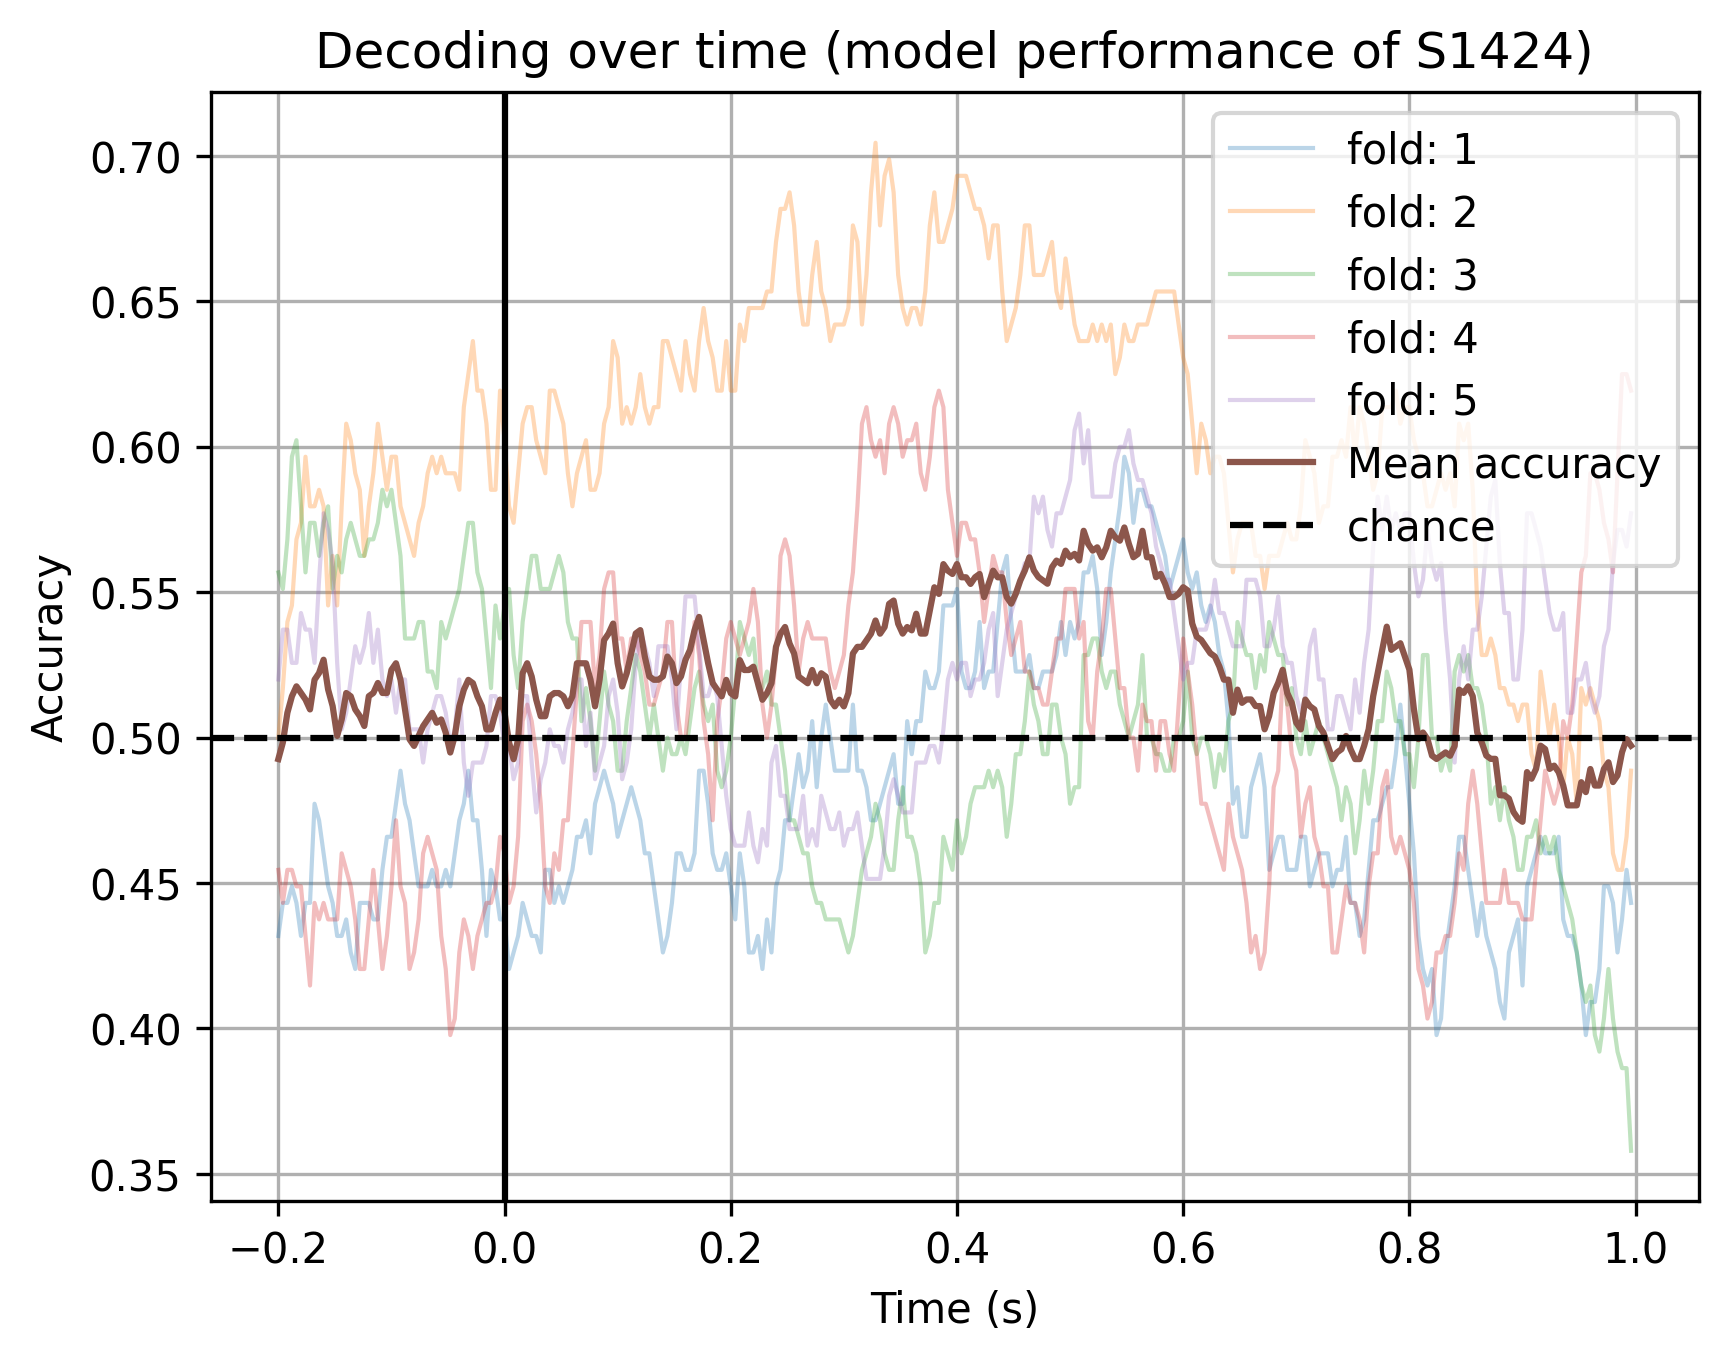 Decoding over time (model performance of S1424)
Accuracy
0.70
0.65
0.60
0.55
0.50
0.45
0.40
0.35
fold: 1
fold: 2
fold: 3
fold: 4
fold: 5
Mean accuracy
chance
−0.2 0.0 0.2 0.4 0.6 0.8 1.0
Time (s)